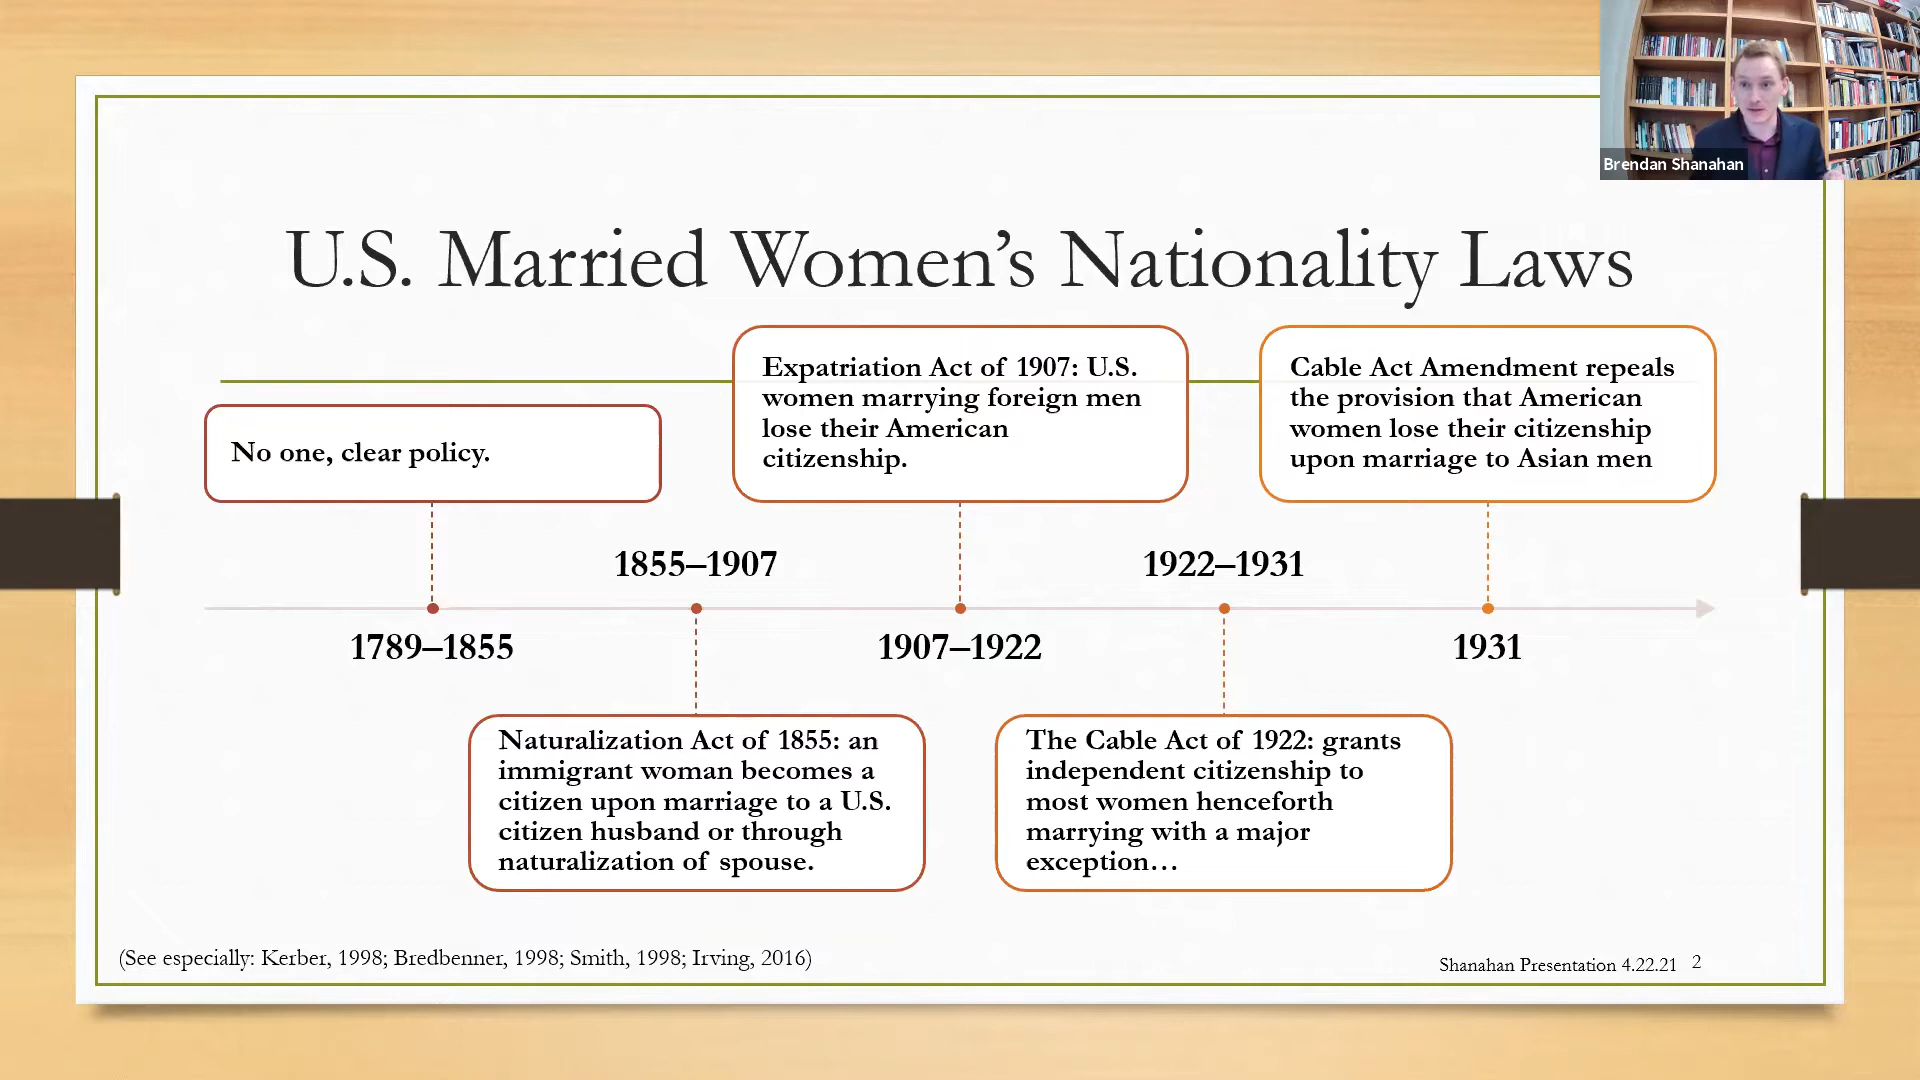 Brendan Shanahan
U.S. Married Women’s Nationality Laws
No one, clear policy.
Expatriation Act of 1907: U.S.
women marrying foreign men
lose their American
citizenship.
Cable Act Amendment repeals
the provision that American
women lose their citizenship
upon marriage to Asian men
1855–1907
1922–1931
1789–1855
1907–1922
1931
Naturalization Act of 1855: an
immigrant woman becomes a
citizen upon marriage to a U.S.
citizen husband or through
naturalization of spouse.
The Cable Act of 1922: grants
independent citizenship to
most women henceforth
marrying with a major
exception…
(See especially: Kerber, 1998; Bredbenner, 1998; Smith, 1998; Irving, 2016)
Shanahan Presentation 4.22.21 2